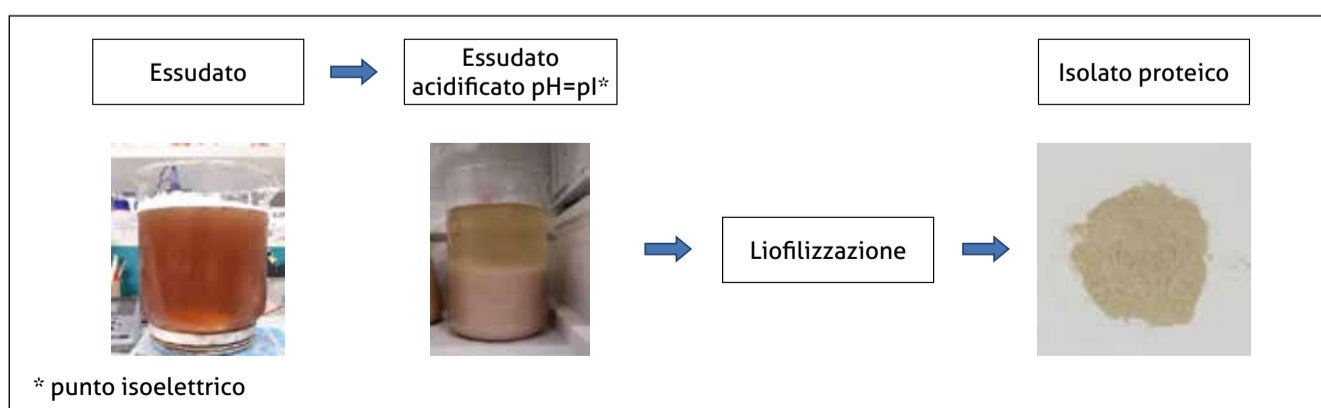 Essudato
Essudato
acidificato pH=pI*
Liofilizzazione
Isolato proteico
* punto isoelettrico